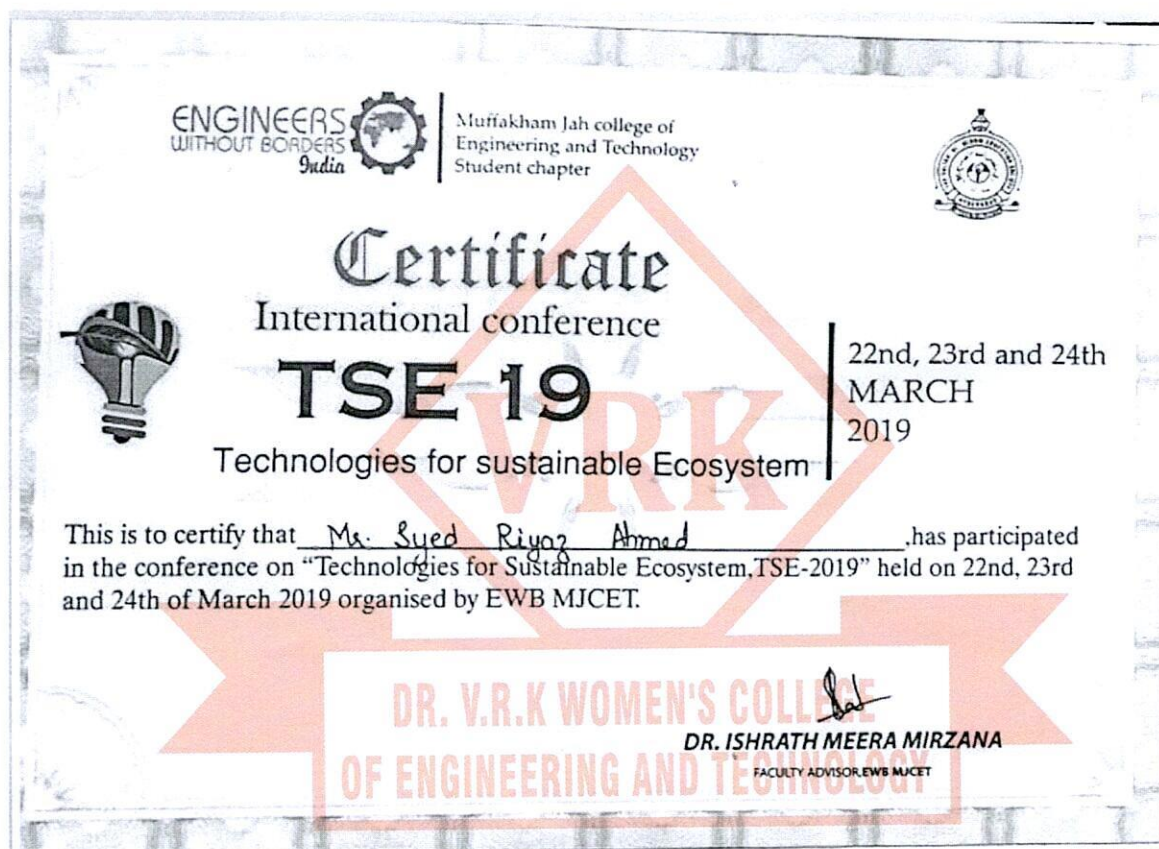 ENGINEERS
WITHOUT BORDERS
India
Muffakham Jah college of
Engineering and Technology
Student chapter
Certificate
International conference
TSE 19
Technologies for sustainable Ecosystem
22nd, 23rd and 24th
MARCH
2019
This is to certify that Mr. Syed Riyaz Ahmed ,has participated
in the conference on “Technologies for Sustainable Ecosystem,TSE-2019” held on 22nd, 23rd
and 24th of March 2019 organised by EWB MJCET.
VRK
DR. V.R.K WOMEN'S COLLEGE
OF ENGINEERING AND TECHNOLOGY
DR. ISHRATH MEERA MIRZANA
FACULTY ADVISOR,EWB MJCET